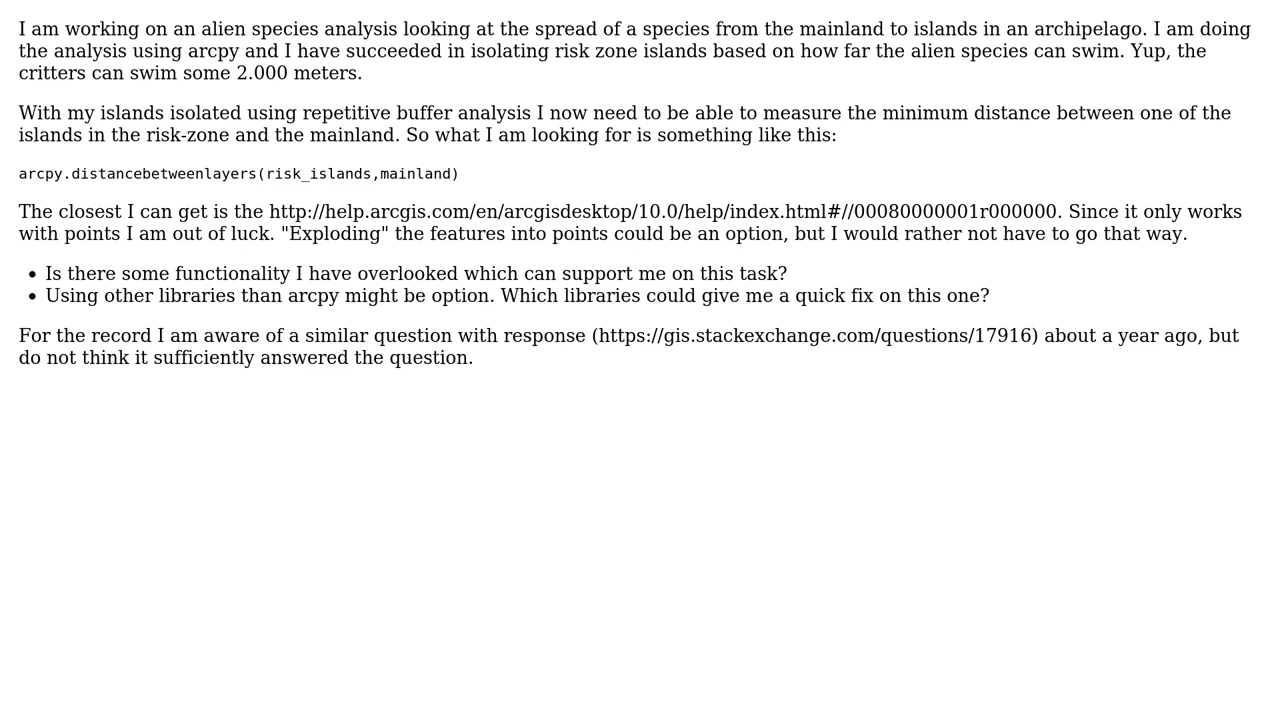 I am working on an alien species analysis looking at the spread of a species from the mainland to islands in an archipelago. I am doing
the analysis using arcpy and I have succeeded in isolating risk zone islands based on how far the alien species can swim. Yup, the
critters can swim some 2.000 meters.
With my islands isolated using repetitive buffer analysis I now need to be able to measure the minimum distance between one of the
islands in the risk-zone and the mainland. So what I am looking for is something like this:
arcpy.distancebetweenlayers(risk_islands,mainland)
The closest I can get is the http://help.arcgis.com/en/arcgisdesktop/10.0/help/index.html#//00080000001r000000. Since it only works
with points I am out of luck. "Exploding" the features into points could be an option, but I would rather not have to go that way.
• Is there some functionality I have overlooked which can support me on this task?
• Using other libraries than arcpy might be option. Which libraries could give me a quick fix on this one?
For the record I am aware of a similar question with response (https://gis.stackexchange.com/questions/17916) about a year ago, but
do not think it sufficiently answered the question.